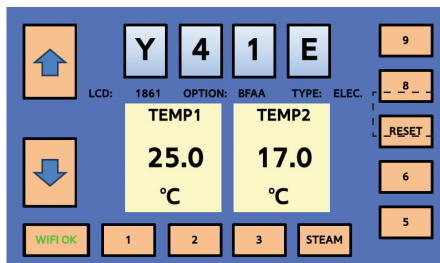 Y 4 1 E
9
8
LCD: 1861 OPTION: BFAA TYPE: ELEC.
TEMP1 TEMP2
RESET
25.0 17.0
°C °C
6
5
WIFI OK 1 2 3 STEAM